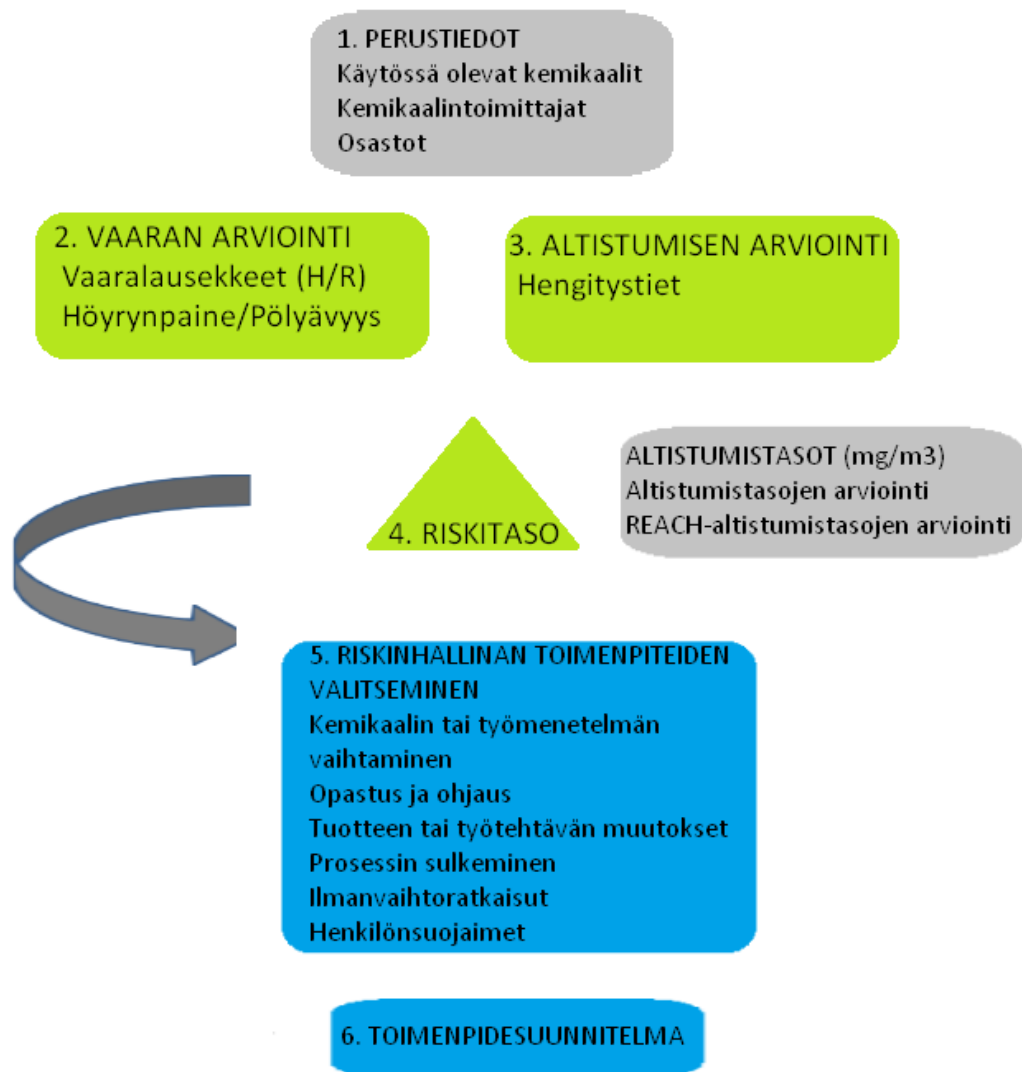 1. PERUSTIEDOT
Käytössä olevat kemikaalit
Kemikaalintoimittajat
Osastot
2. VAARAN ARVIOINTI
Vaaralausekkeet (H/R)
Höyrynpaine/Pölyävyys
3. ALTISTUMISEN ARVIOINTI
Hengitystiet
4. RISKITASO
ALTISTUMISTASOT (mg/m3)
Altistumistasojen arviointi
REACH-altistumistasojen arviointi
5. RISKINHALLINAN TOIMENPITEIDEN
VALITSEMINEN
Kemikaalin tai työmenetelmän
vaihtaminen
Opastus ja ohjaus
Tuotteen tai työtehtävän muutokset
Prosessin sulkeminen
Ilmanvaihtoratkaisut
Henkilönsuojaimet
6. TOIMENPIDESUUNNITELMA